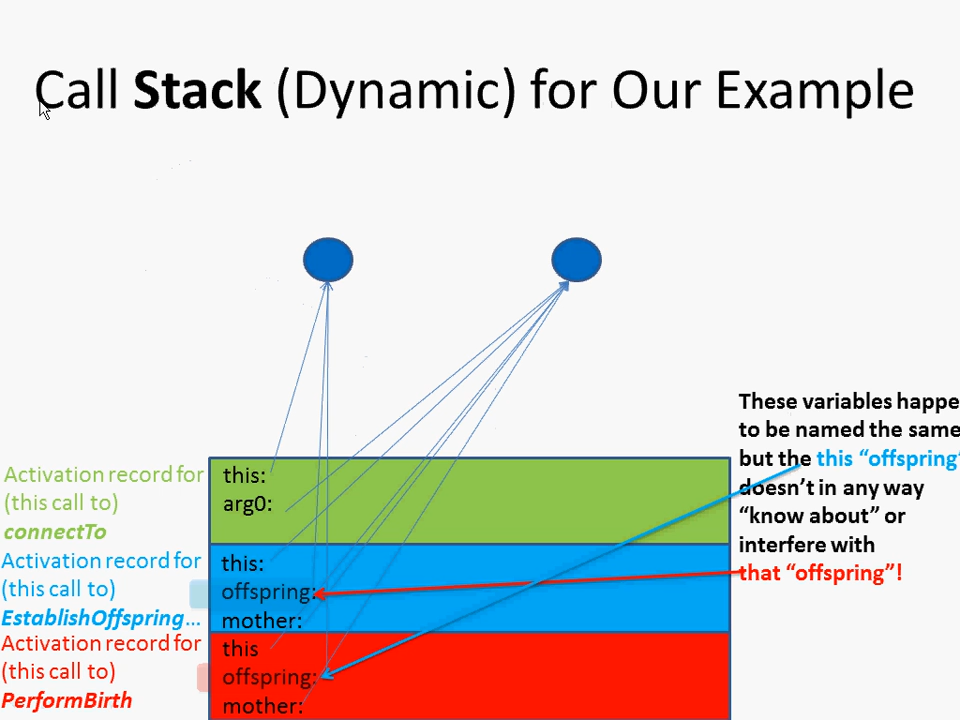 Call Stack (Dynamic) for Our Example
These variables happe
to be named the same
but the this “offspring”
doesn’t in any way
“know about” or
interfere with
that “offspring”!
Activation record for
(this call to)
connectTo
this:
arg0:
Activation record for
(this call to)
EstablishOffspring…
this:
offspring:
mother:
Activation record for
(this call to)
PerformBirth
this
offspring:
mother: